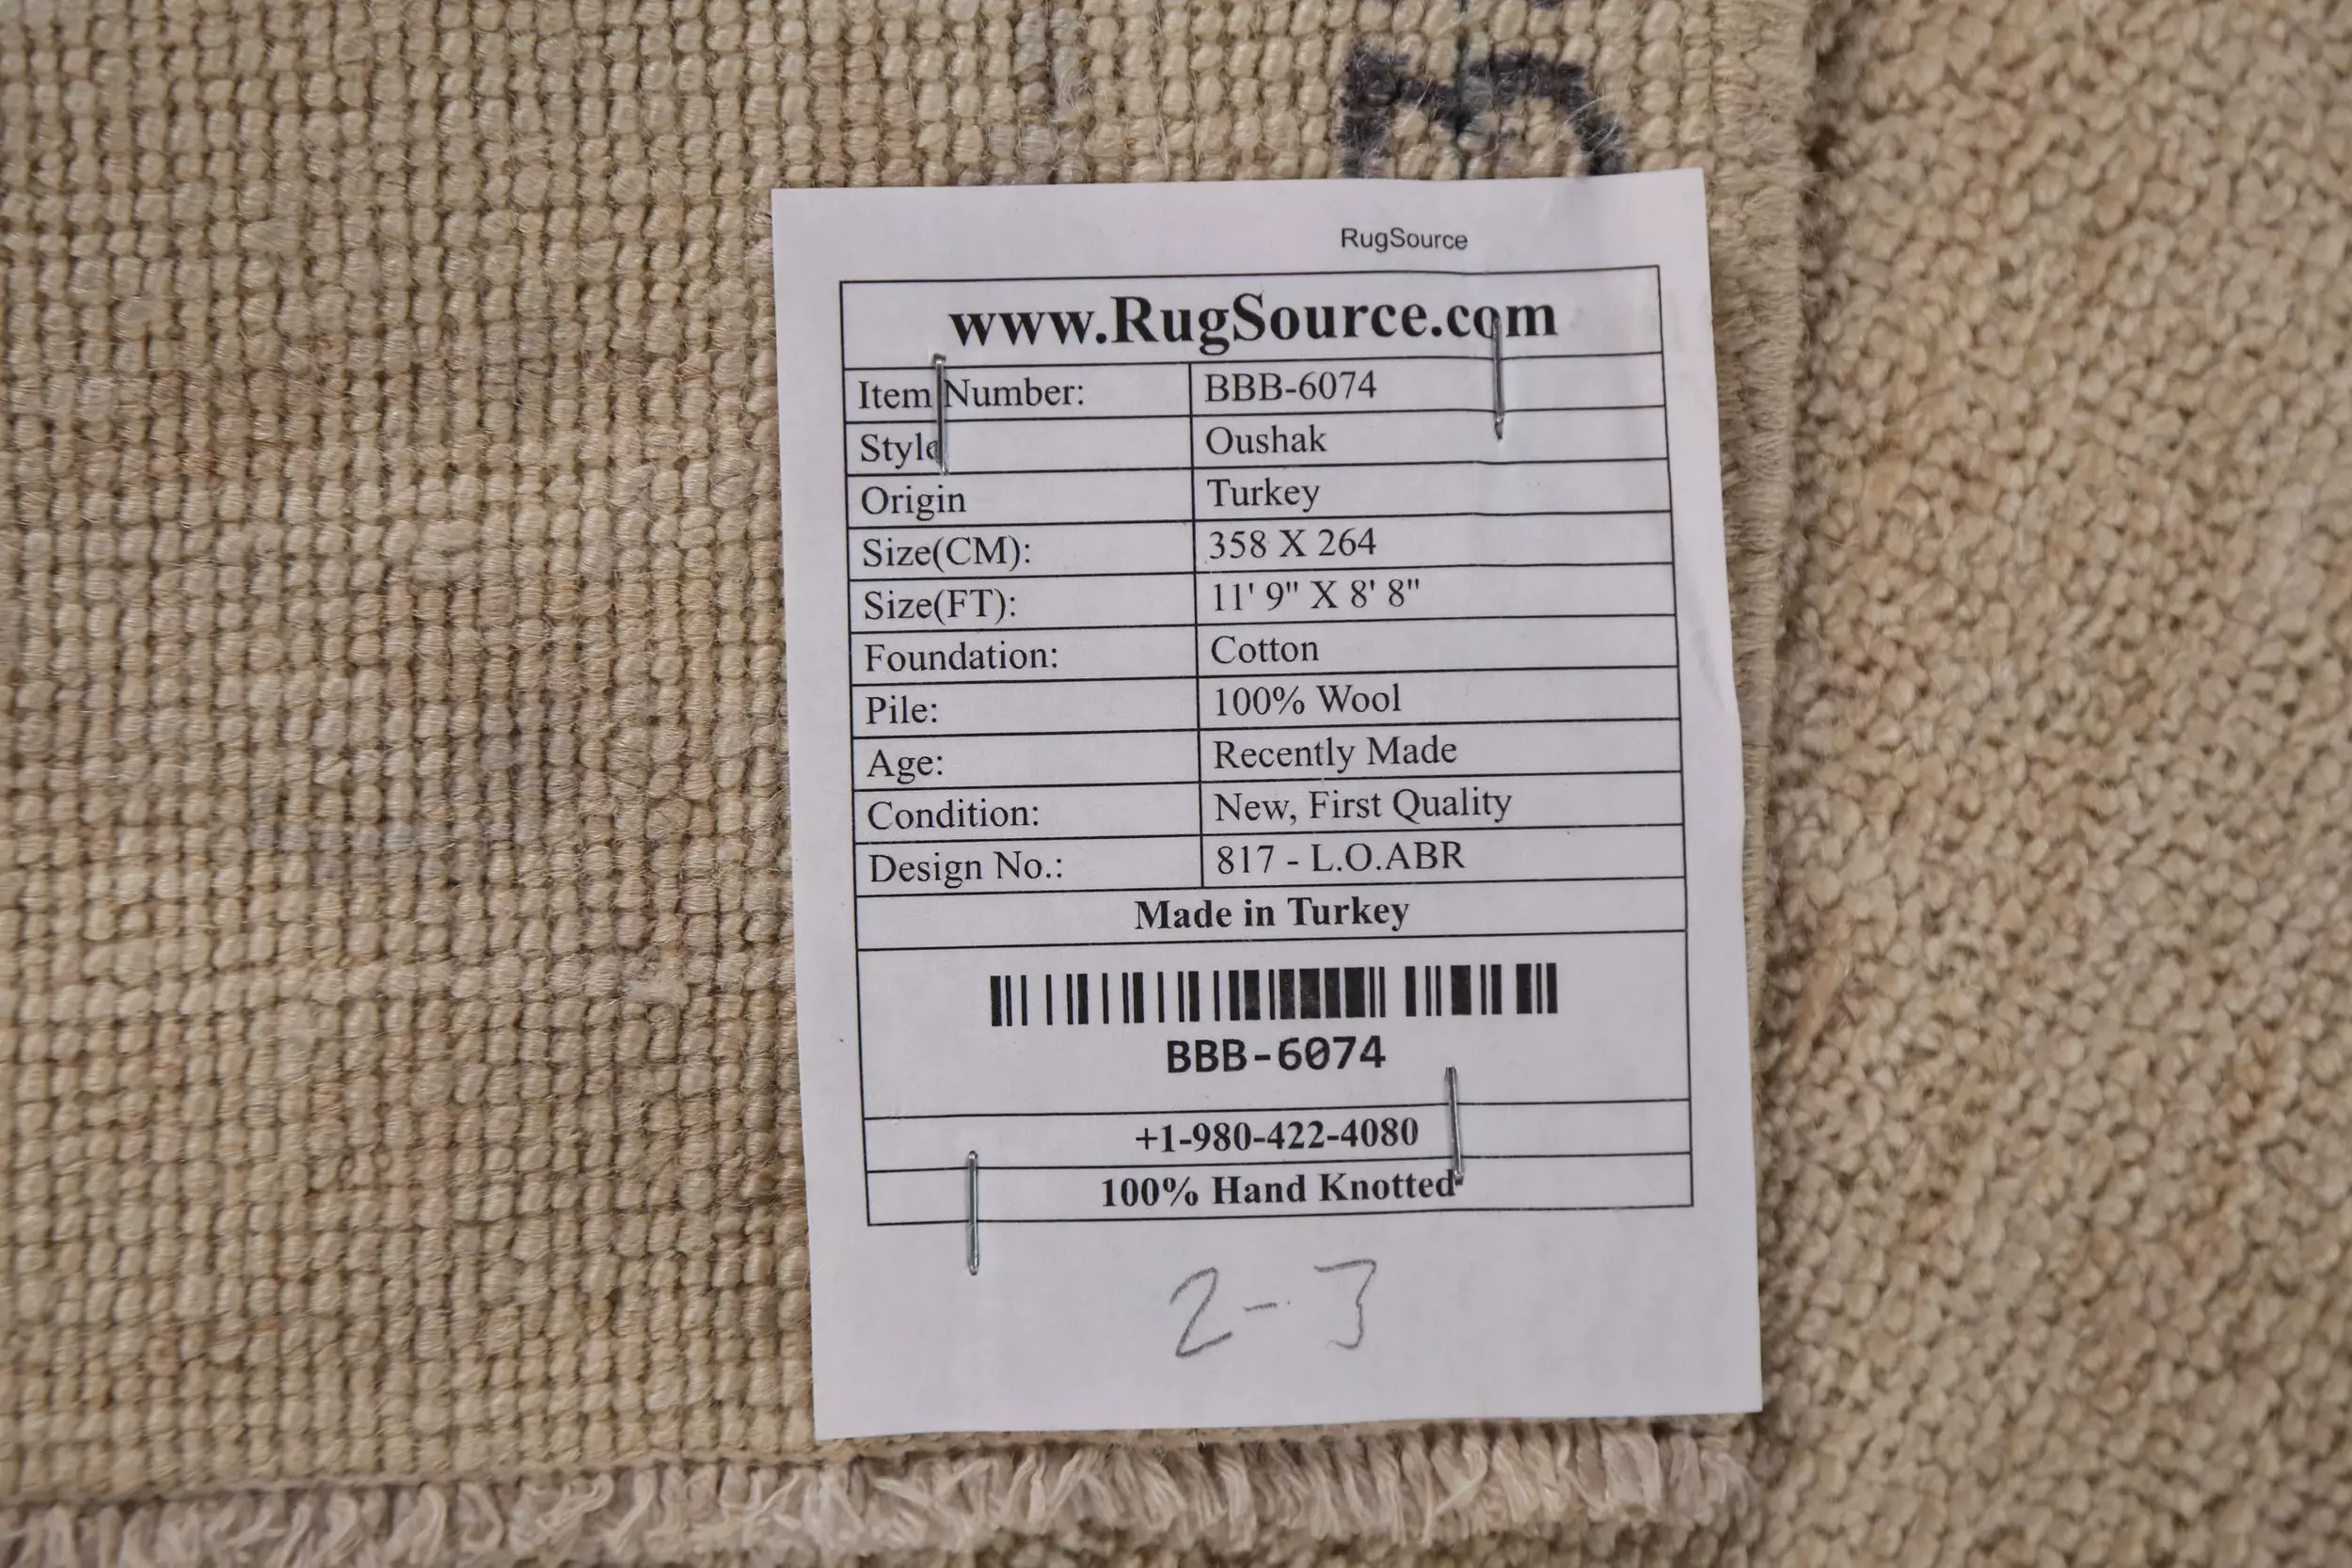 RugSource
www.RugSource.com
Item Number: BBB-6074
Style Oushak
Origin Turkey
Size(CM): 358 X 264
Size(FT): 11' 9" X 8' 8"
Foundation: Cotton
Pile: 100% Wool
Age: Recently Made
Condition: New, First Quality
Design No.: 817 - L.O.ABR
Made in Turkey
BBB-6074
+1-980-422-4080
100% Hand Knotted
2-3